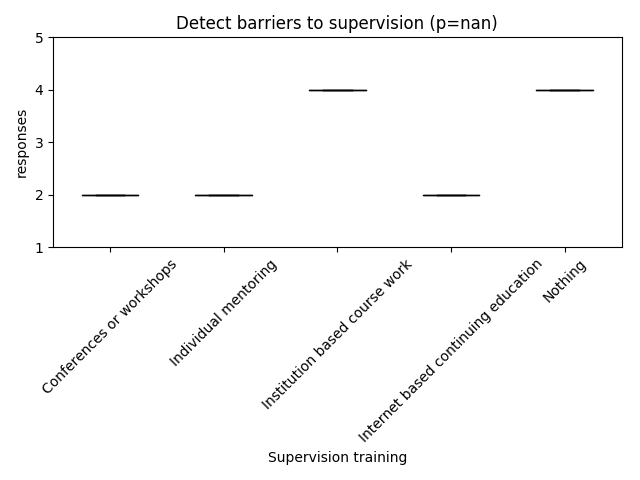 Detect barriers to supervision (p=nan)
responses
5
4
3
2
1
Conferences or workshops
Individual mentoring
Institution based course work
Internet based continuing education
Nothing
Supervision training